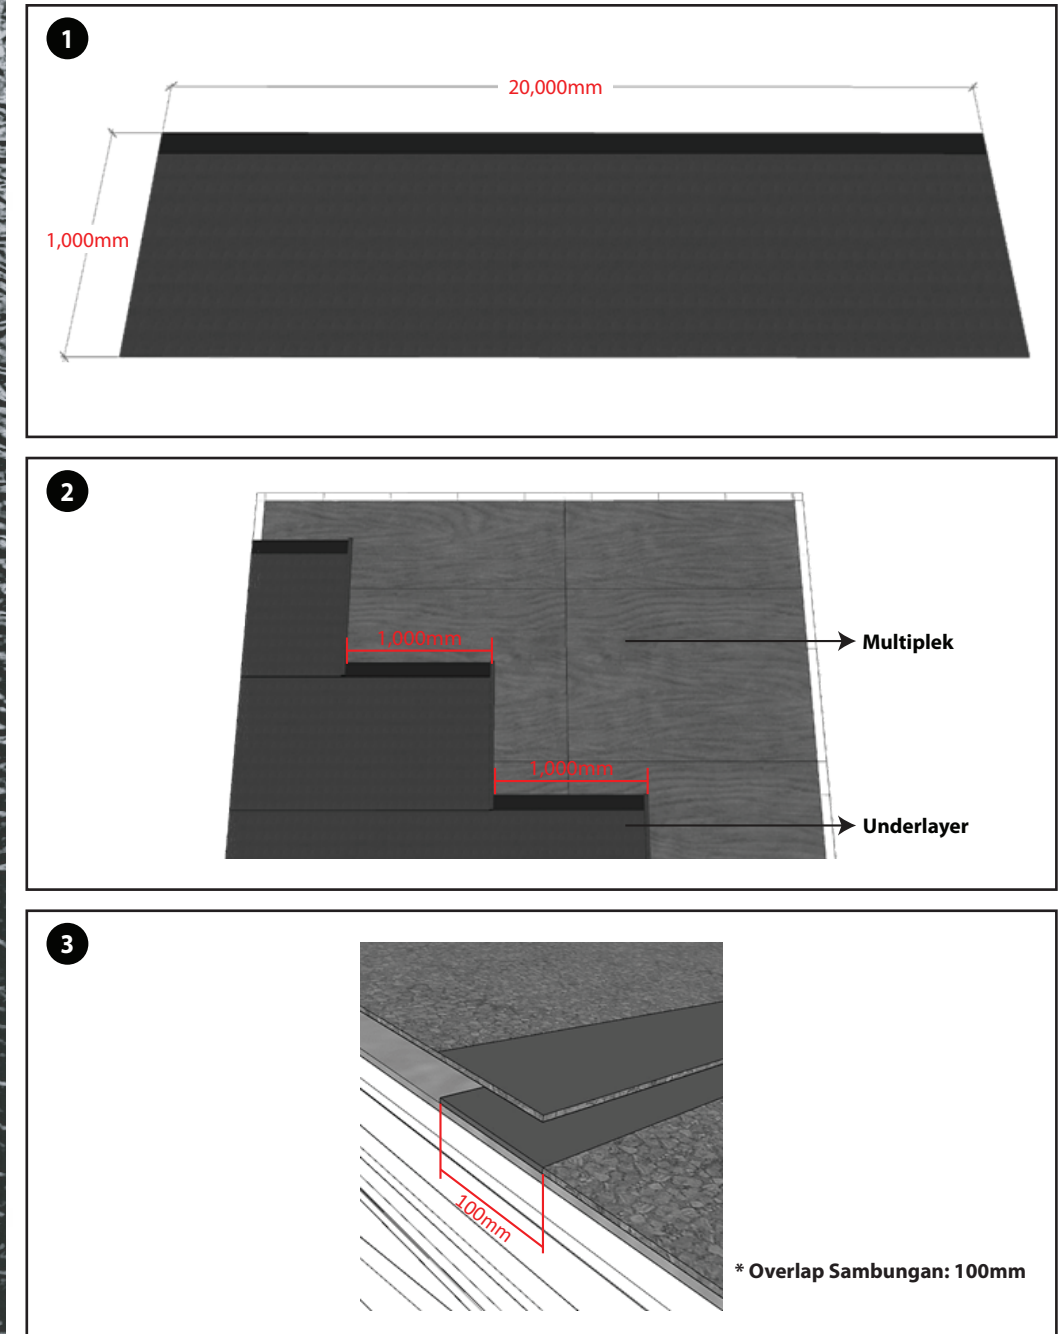 1
20,000mm
1,000mm
2
1,000mm
Multiplek
1,000mm
Underlayer
3
100mm
* Overlap Sambungan: 100mm